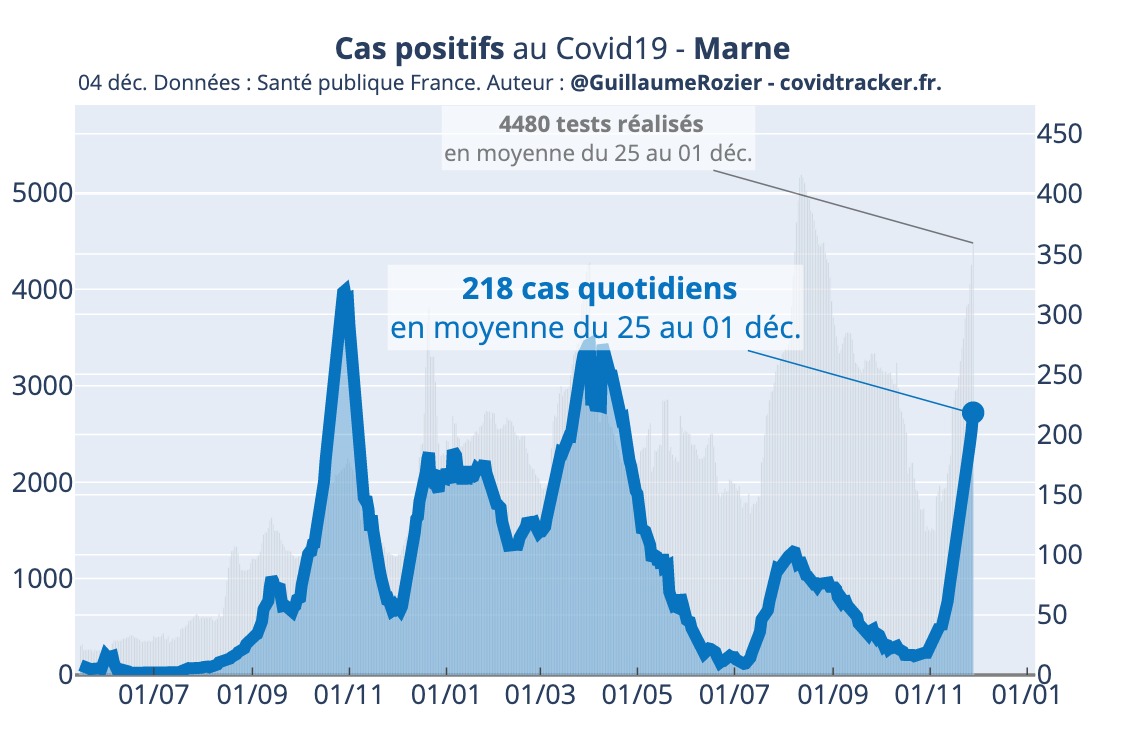 Cas positifs au Covid19 - Marne
04 déc. Données : Santé publique France. Auteur : @GuillaumeRozier - covidtracker.fr.
4480 tests réalisés
en moyenne du 25 au 01 déc.
218 cas quotidiens
en moyenne du 25 au 01 déc.
5000
4000
3000
2000
1000
0
450
400
350
300
250
200
150
100
50
0
01/07 01/09 01/11 01/01 01/03 01/05 01/07 01/09 01/11 01/01